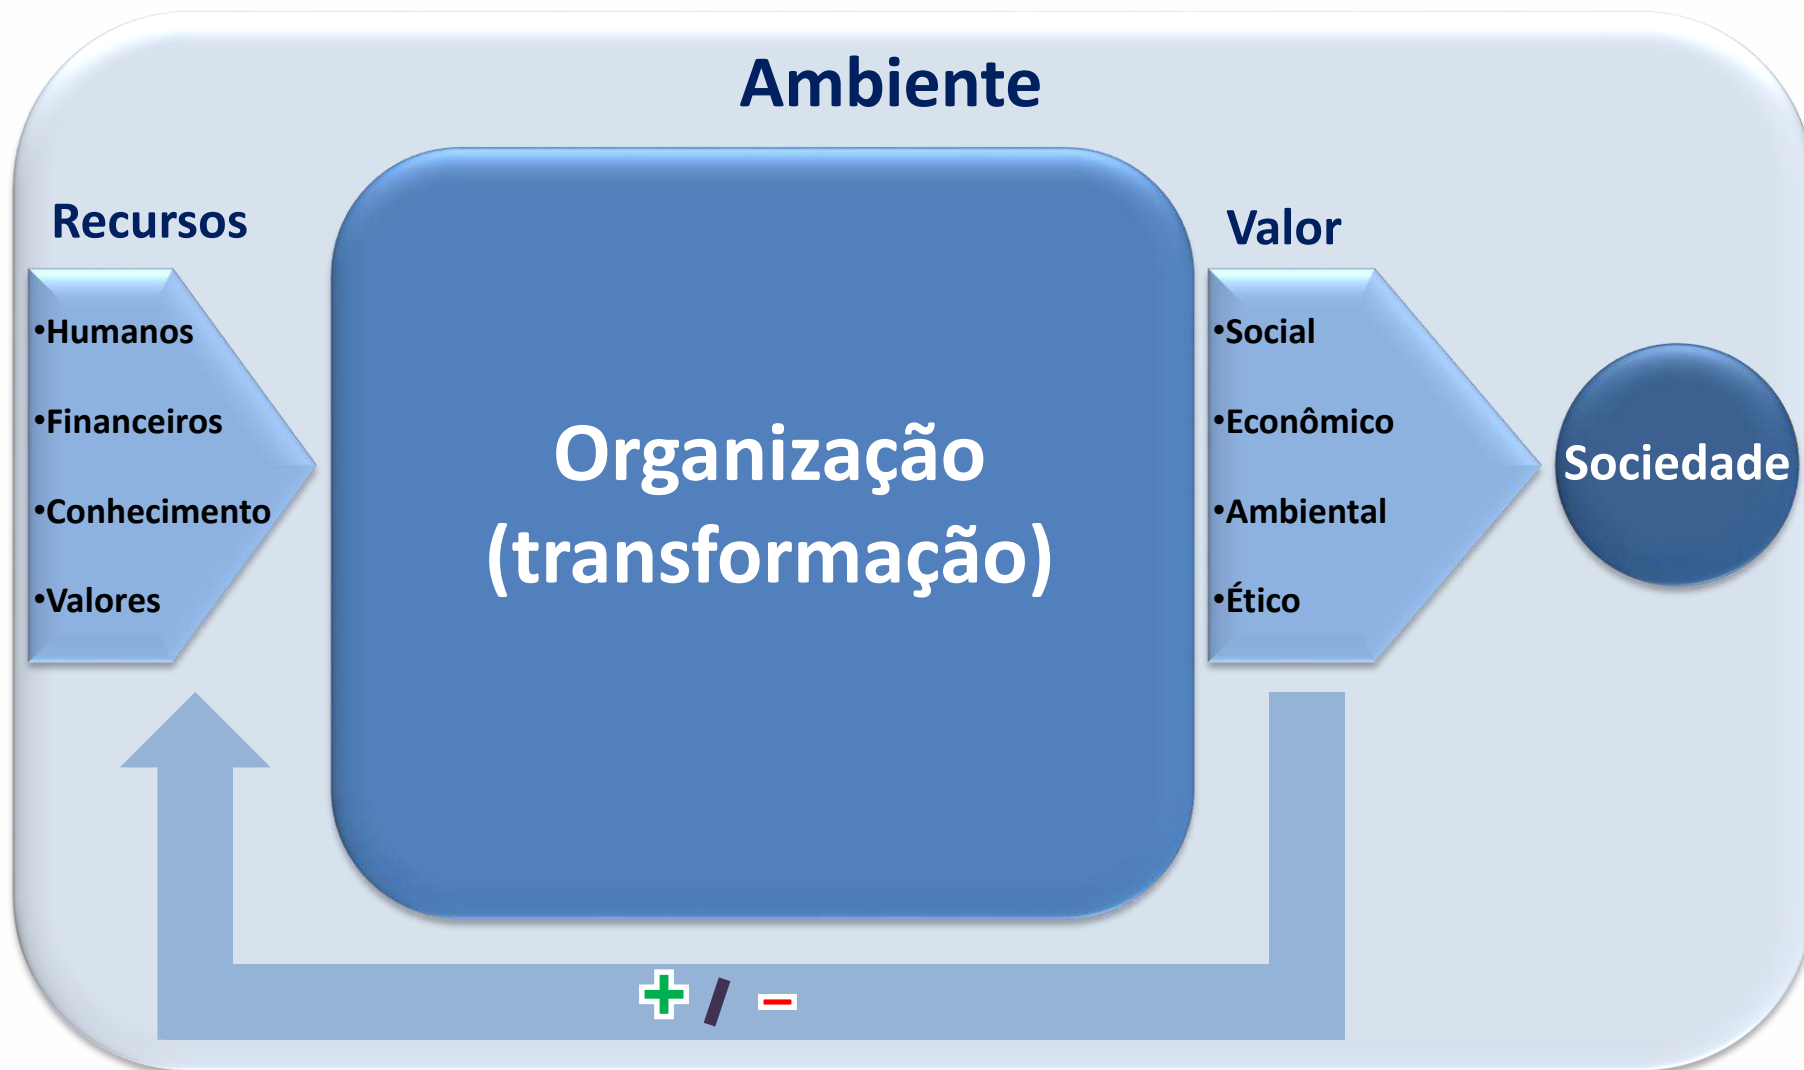 Ambiente
Recursos
•Humanos
•Financeiros
•Conhecimento
•Valores
Organização
(transformação)
Valor
•Social
•Econômico
•Ambiental
•Ético
Sociedade
+ / −